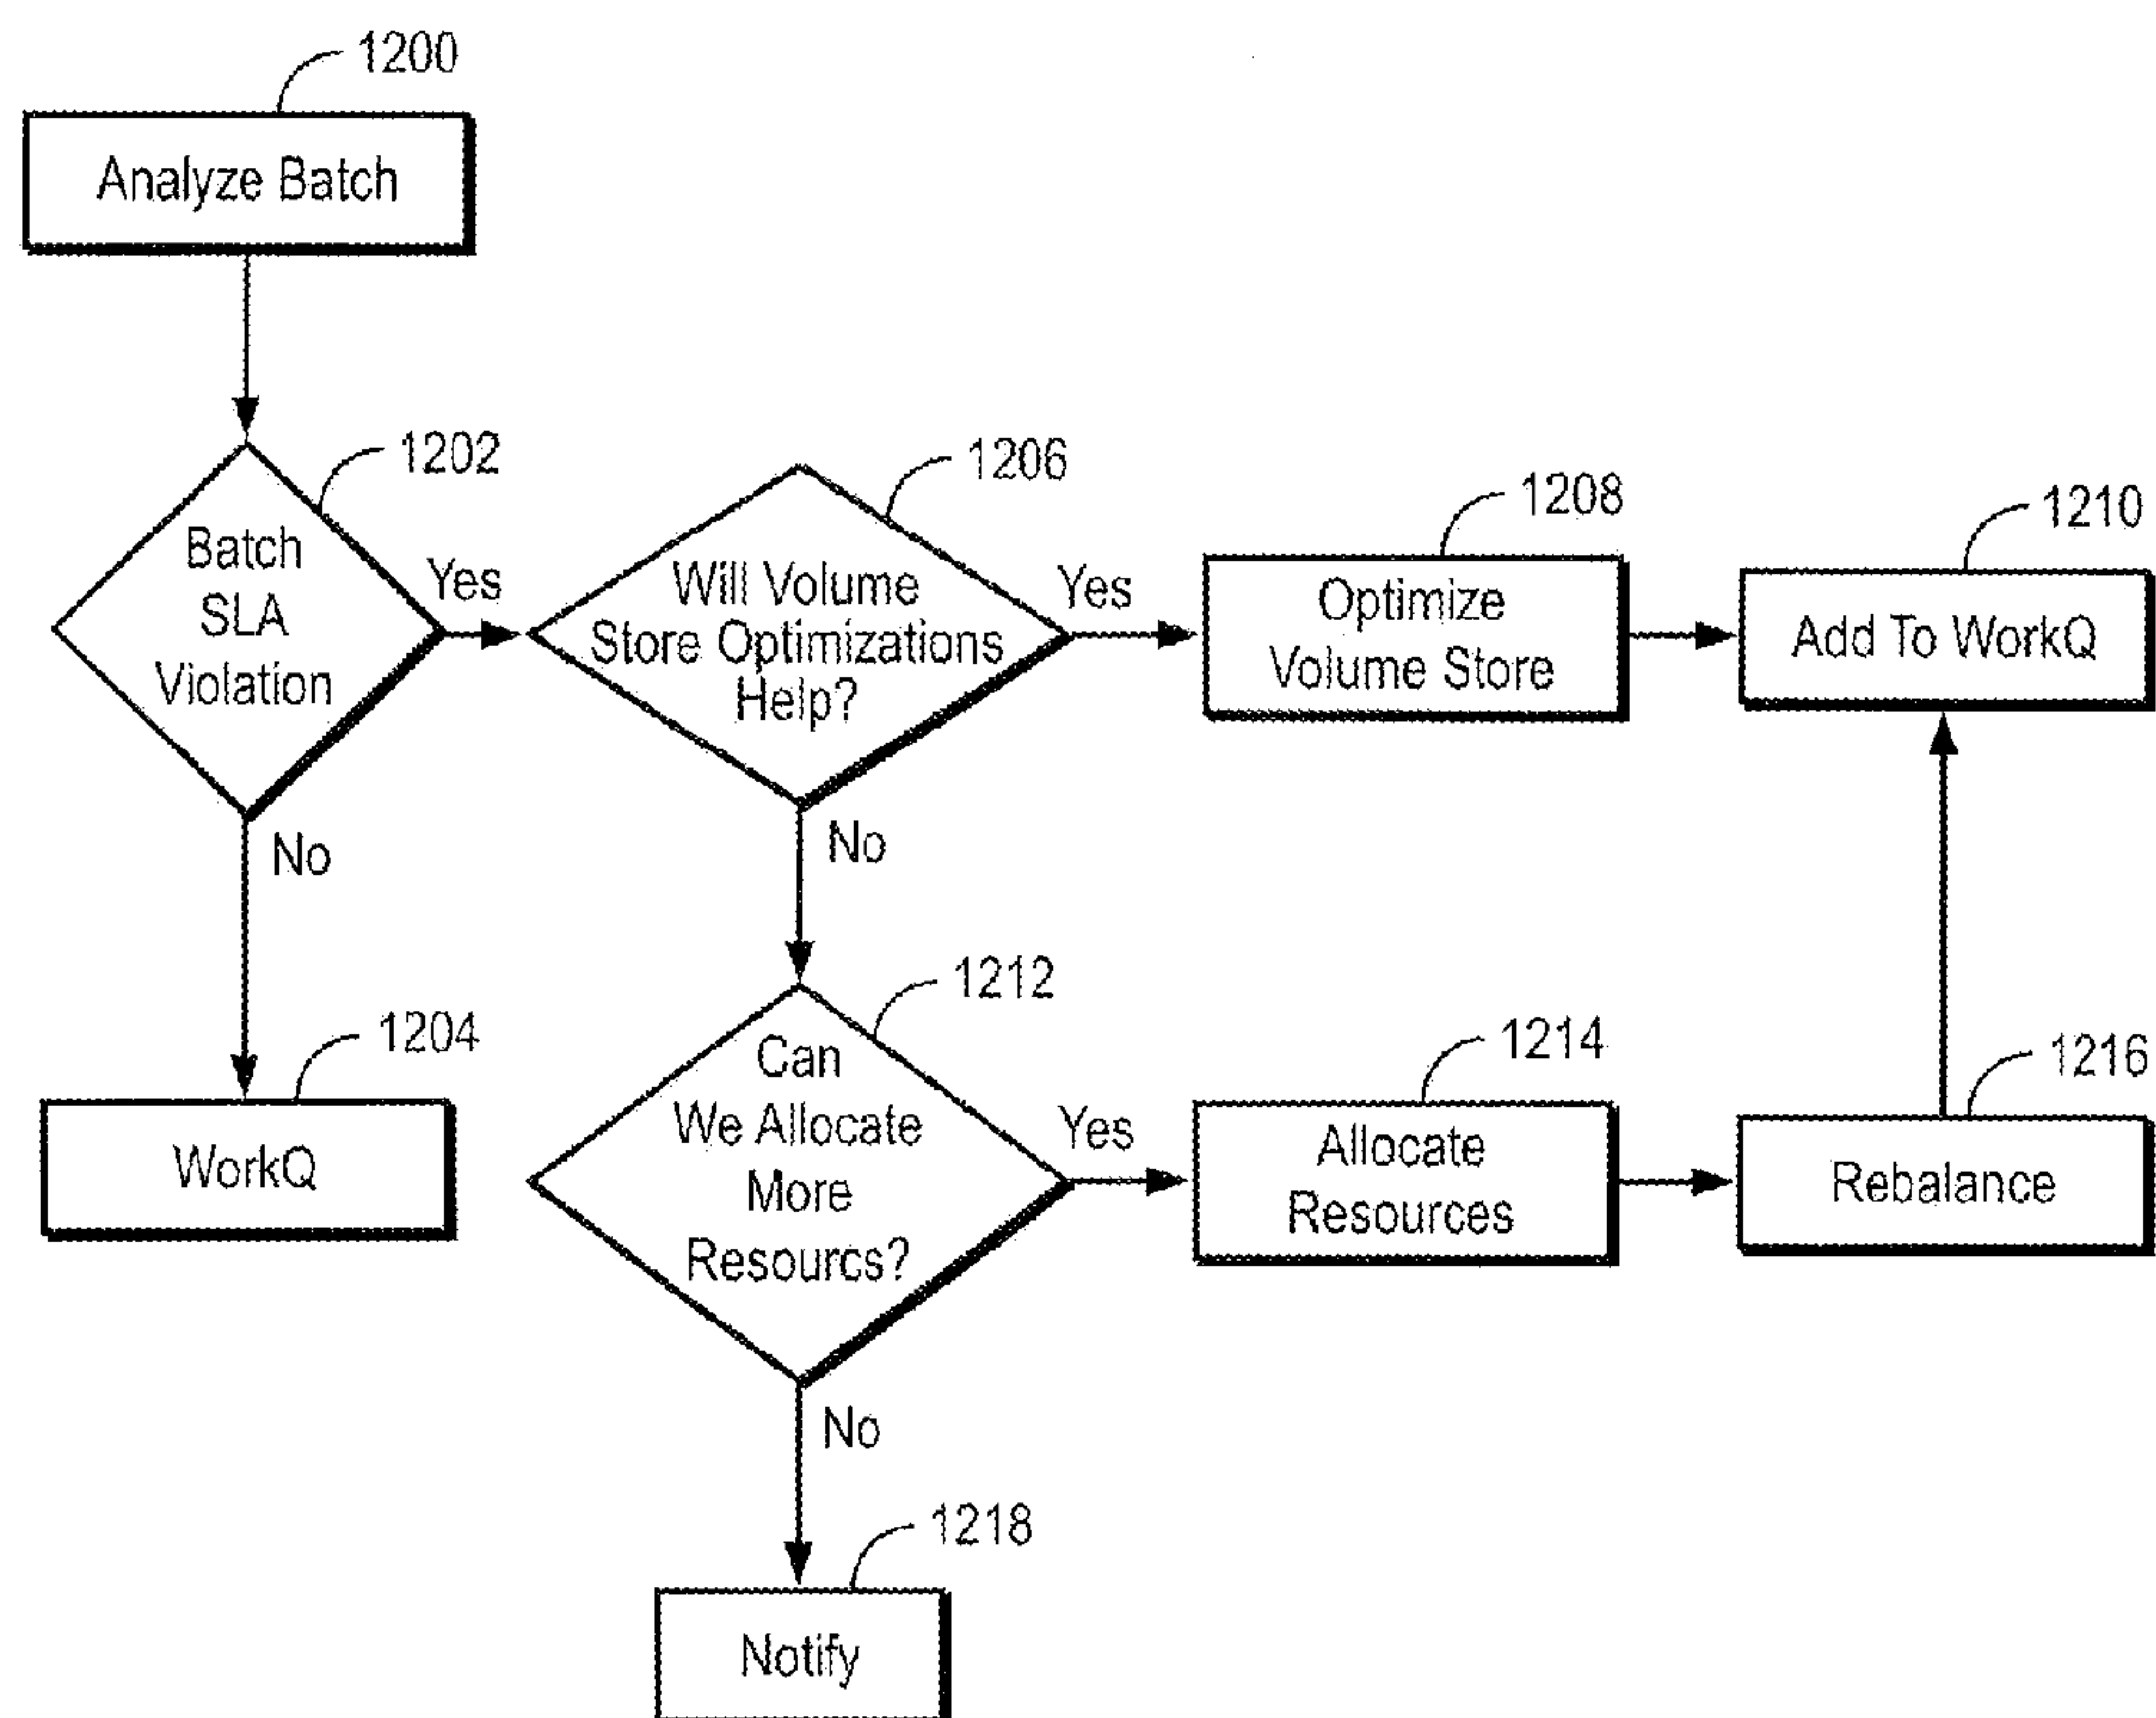 1200
Analyze Batch
1202
Batch
SLA
Violation
Yes
No
1204
WorkQ
1206
Will Volume
Store Optimizations
Help?
Yes
No
1208
Optimize
Volume Store
1210
Add To WorkQ
1212
Can
We Allocate
More
Resourcs?
Yes
No
1214
Allocate
Resources
1216
Rebalance
1218
Notify